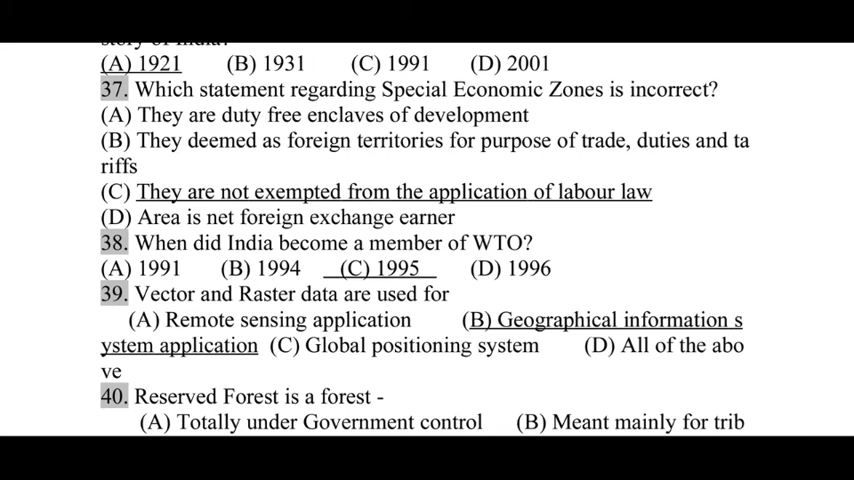 story of India?
(A) 1921 (B) 1931 (C) 1991 (D) 2001
37. Which statement regarding Special Economic Zones is incorrect?
(A) They are duty free enclaves of development
(B) They deemed as foreign territories for purpose of trade, duties and ta
riffs
(C) They are not exempted from the application of labour law
(D) Area is net foreign exchange earner
38. When did India become a member of WTO?
(A) 1991 (B) 1994 (C) 1995 (D) 1996
39. Vector and Raster data are used for
(A) Remote sensing application (B) Geographical information s
ystem application (C) Global positioning system (D) All of the abo
ve
40. Reserved Forest is a forest -
(A) Totally under Government control (B) Meant mainly for trib